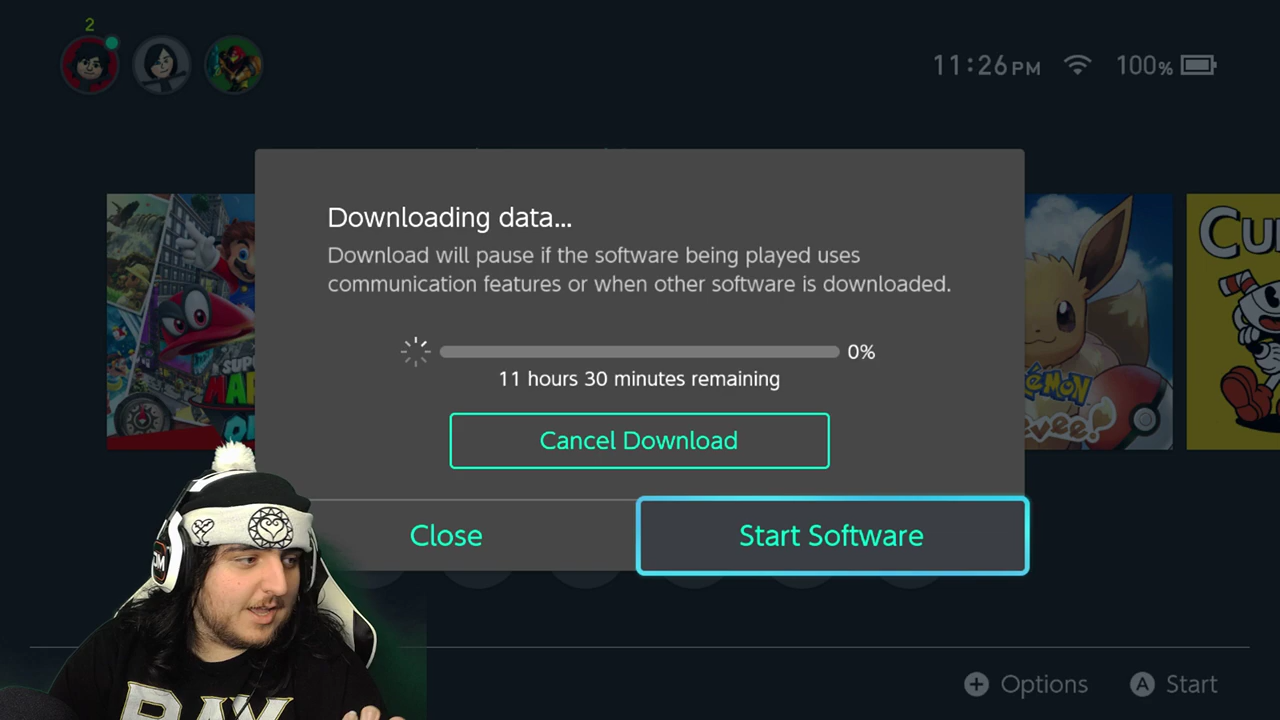 2
11:26PM
100%
Downloading data...
Download will pause if the software being played uses
communication features or when other software is downloaded.
0%
11 hours 30 minutes remaining
Cancel Download
Close
Start Software
Options
A
Start